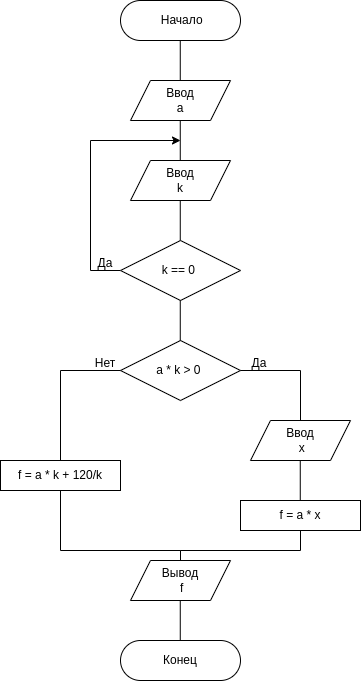 Начало
Ввод
a
Ввод
k
Да
k == 0
Нет
a * k > 0
Да
Ввод
x
f = a * k + 120/k
f = a * x
Вывод
f
Конец